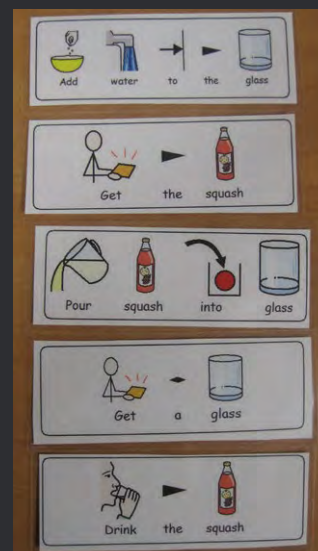 Add water to the glass
Get the squash
Pour squash into glass
Get a glass
Drink the squash